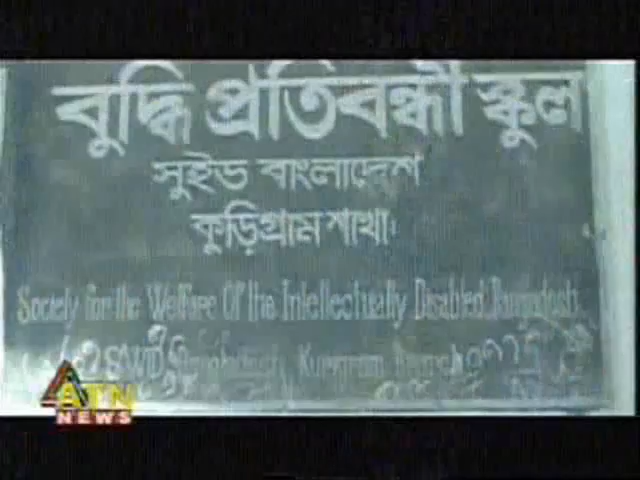 বুদ্ধি প্রতিবন্ধী স্কুল
সুইড বাংলাদেশ
কুড়িগ্রাম শাখা:
Society for the Welfare Of the Intellectually Disabled, Bangladesh.
SWID Bangladesh, Kurigram Branch
ATN
NEWS